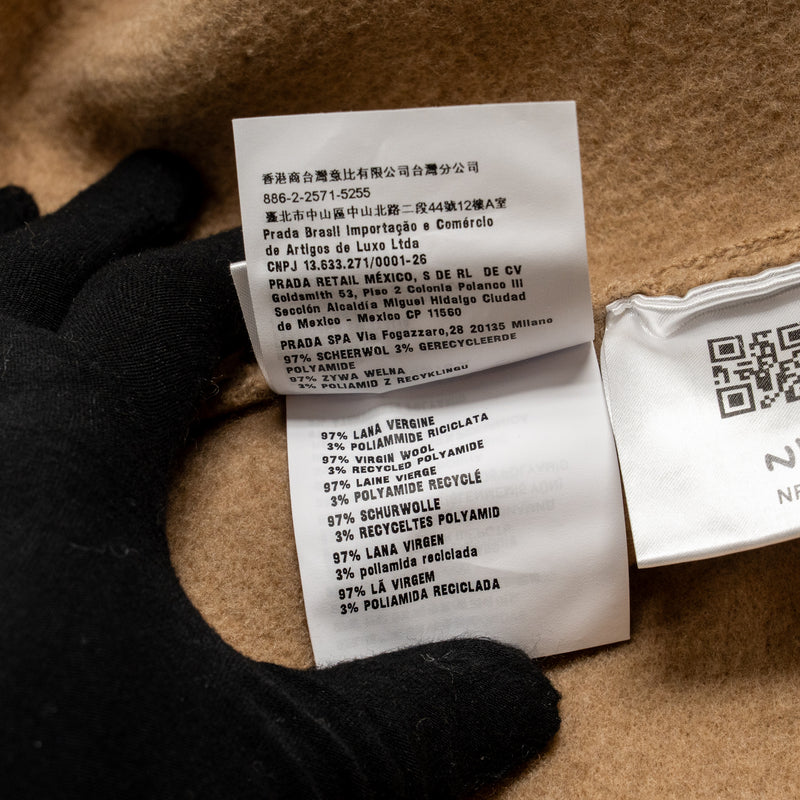 香港商台灣意比有限公司台灣分公司
886-2-2571-5255
臺北市中山區中山北路二段44號12樓A室
Prada Brasil Importação e Comércio
de Artigos de Luxo Ltda
CNPJ 13.633.271/0001-26
PRADA RETAIL MÉXICO, S DE RL DE CV
Goldsmith 53, Piso 2 Colonia Polanco III
Sección Alcaldía Miguel Hidalgo Ciudad
de Mexico - Mexico CP 11560
PRADA SPA Via Fogazzaro,28 20135 Milano
97% SCHEERWOL 3% GERECYCLEERDE
POLYAMIDE
97% ZYWA WELNA
3% POLIAMID Z RECYKLINGU
97% LANA VERGINE
3% POLIAMMIDE RICICLATA
97% VIRGIN WOOL
3% RECYCLED POLYAMIDE
97% LAINE VIERGE
3% POLYAMIDE RECYCLÉ
97% SCHURWOLLE
3% RECYCELTES POLYAMID
97% LANA VIRGEN
3% poliamida reciclada
97% LÃ VIRGEM
3% POLIAMIDA RECICLADA